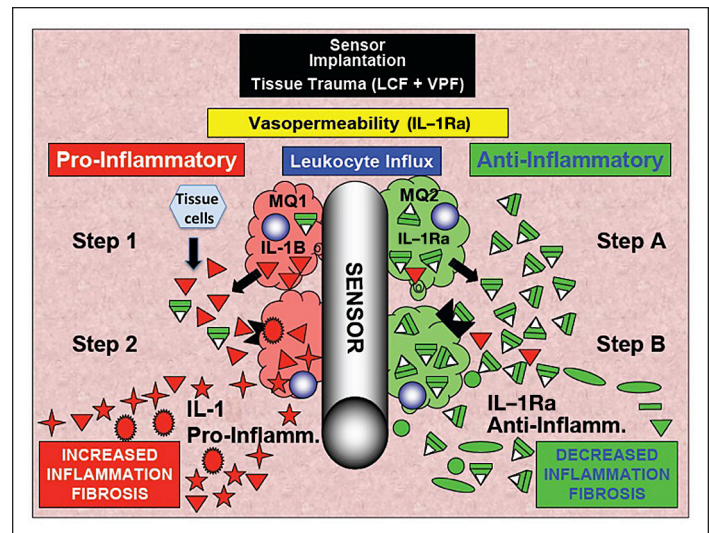 Sensor
Implantation
Tissue Trauma (LCF + VPF)
Vasopermeability (IL–1Ra)
Pro-Inflammatory
Leukocyte Influx
Anti-Inflammatory
Tissue
cells
MQ1
MQ2
Step 1
IL-1B
IL–1Ra
Step A
SENSOR
Step 2
Step B
IL-1
Pro-Inflamm.
IL–1Ra
Anti-Inflamm.
INCREASED
INFLAMMATION
FIBROSIS
DECREASED
INFLAMMATION
FIBROSIS